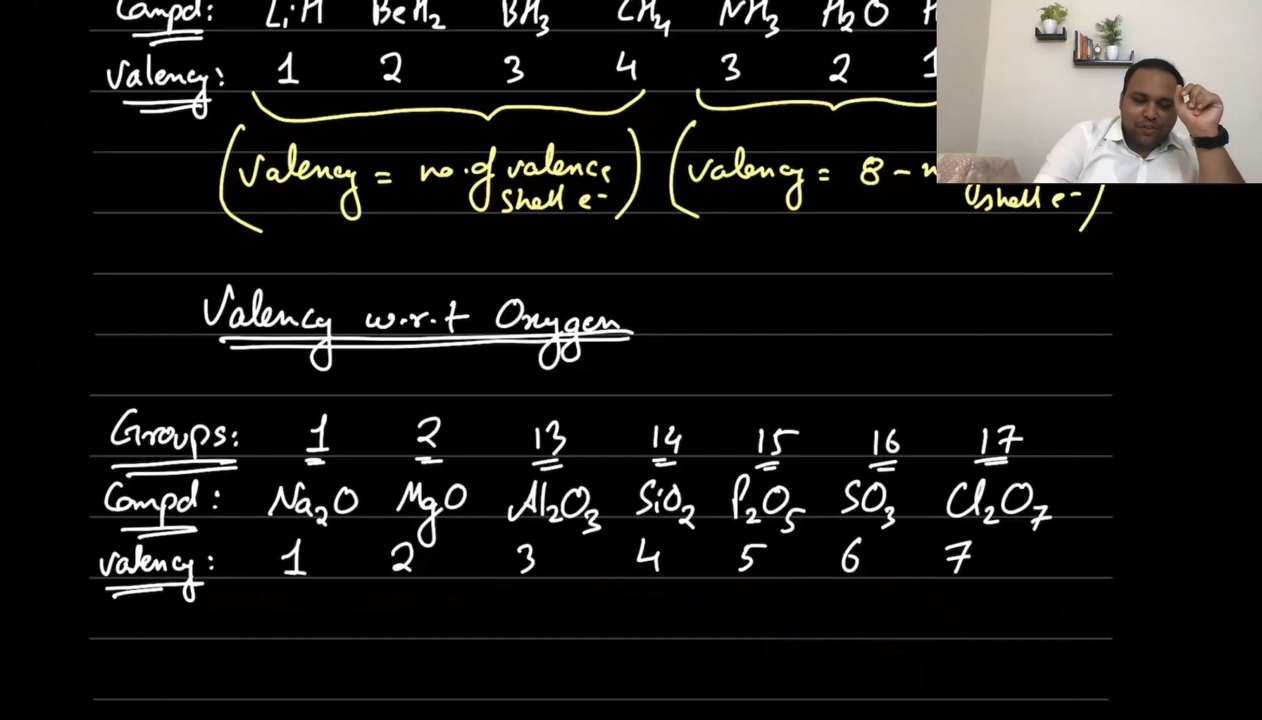 Compd: LiH BeH2 BH3 CH4 NH3 H2O
Valency: 1 2 3 4 3 2 1
(Valency = no. of valence shell e-) (Valency = 8 - shell e-)
Valency w.r.t Oxygen
Groups: 1 2 13 14 15 16 17
Compd: Na2O MgO Al2O3 SiO2 P2O5 SO3 Cl2O7
valency: 1 2 3 4 5 6 7